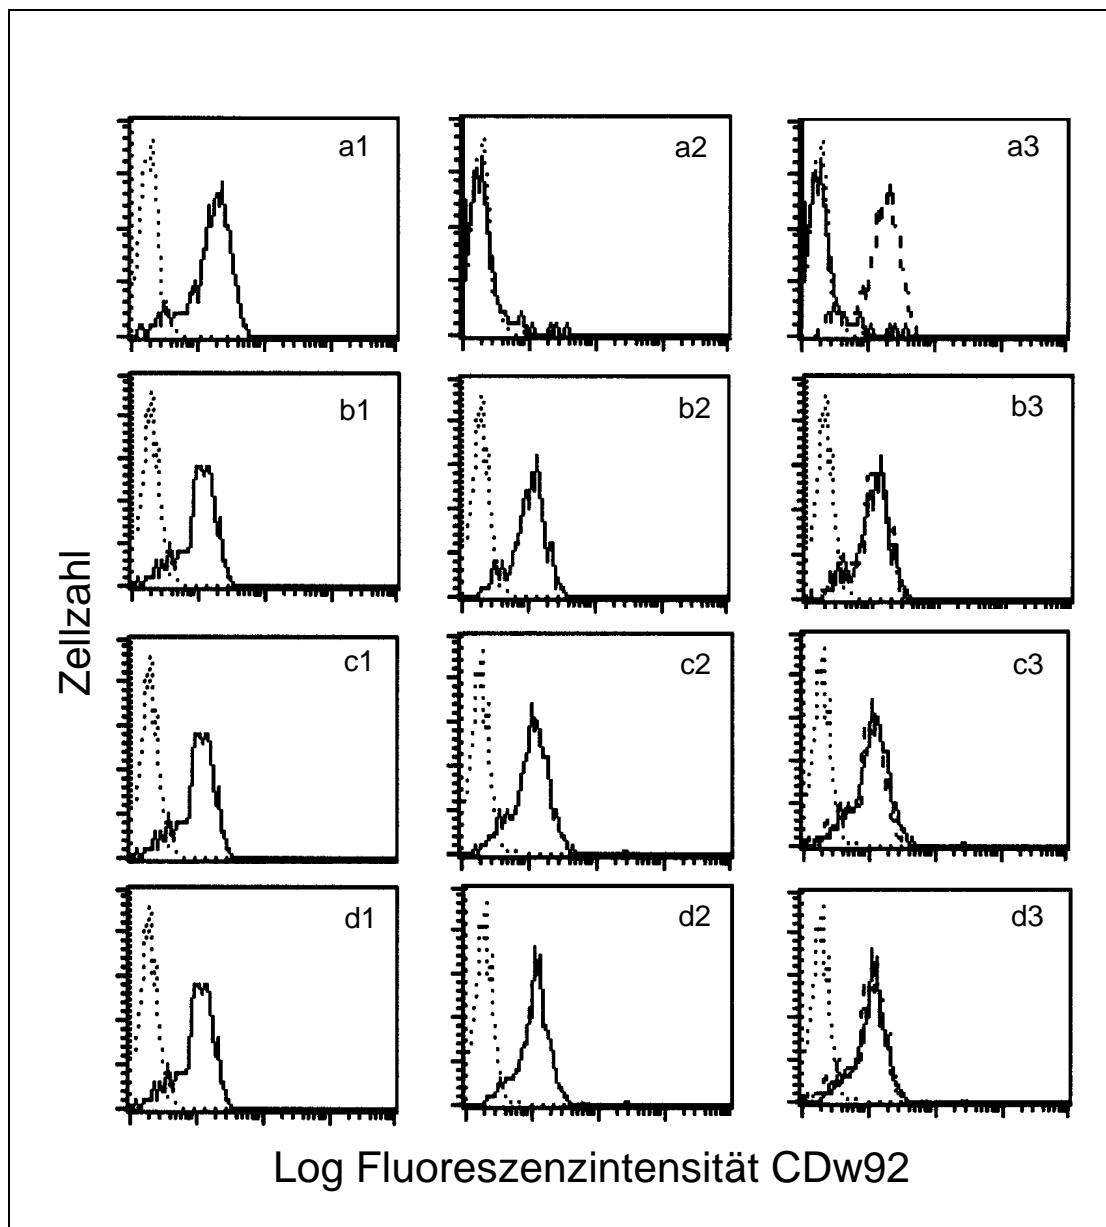 a1 a2 a3
b1 b2 b3
c1 c2 c3
d1 d2 d3
Zellzahl
Log Fluoreszenzintensität CDw92